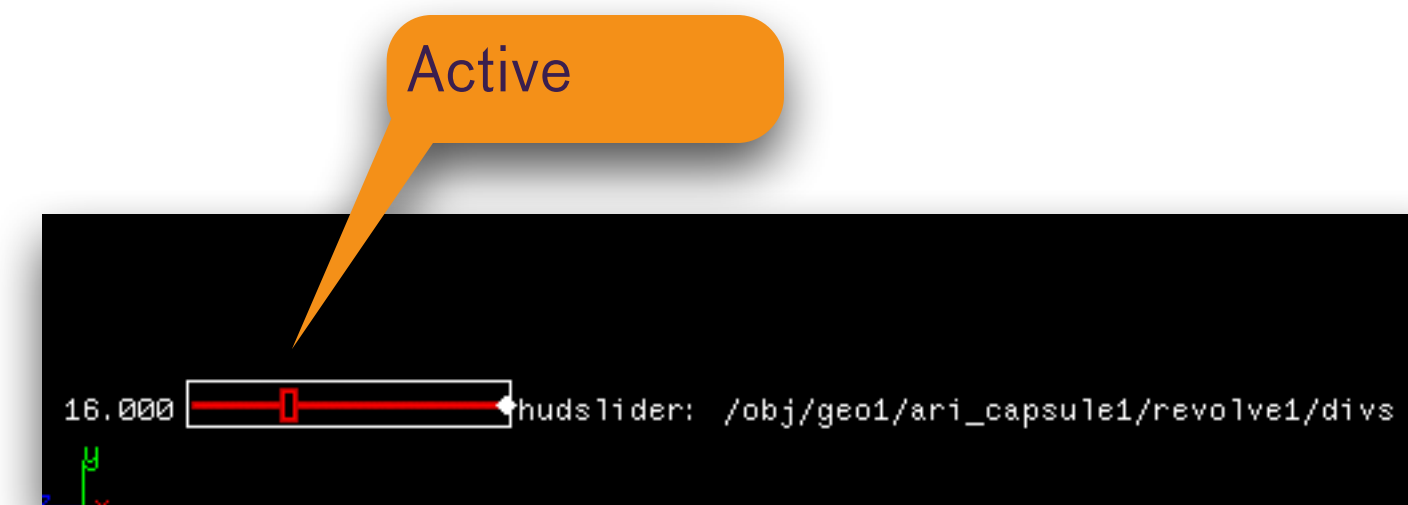 Active
16.000 hudslider: /obj/geo1/ari_capsule1/revolve1/divs
y
z x